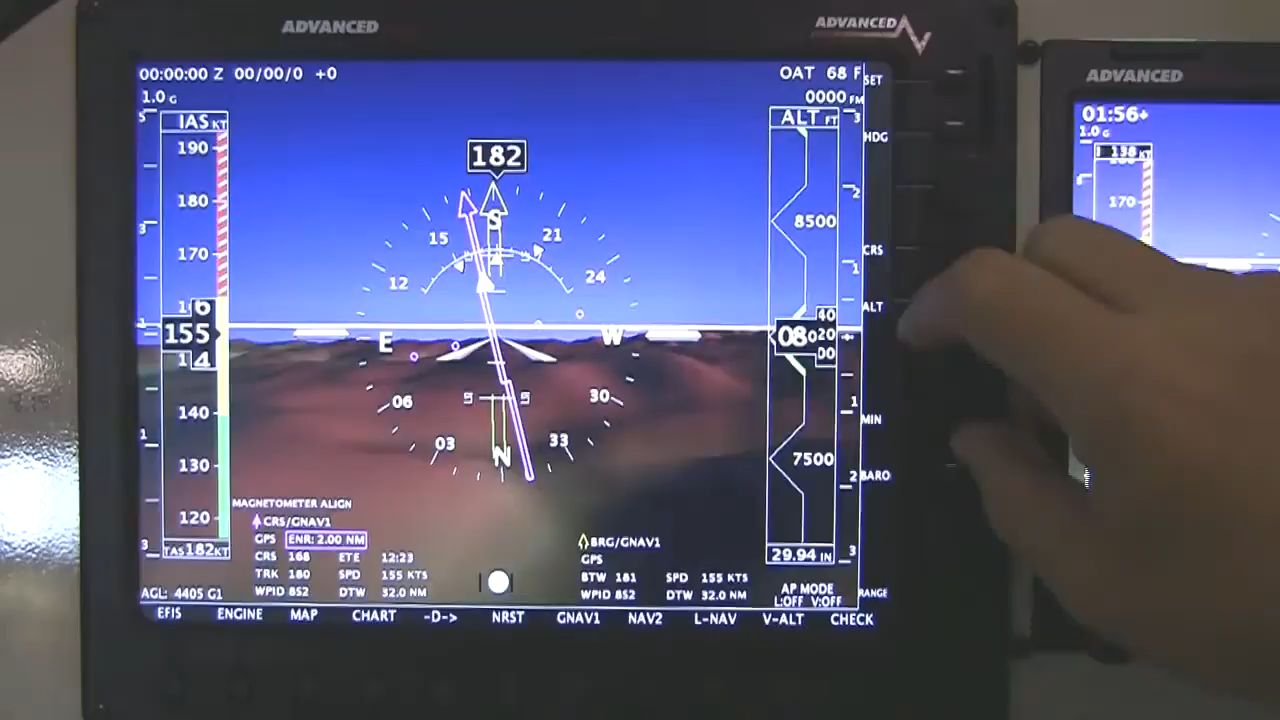 ADVANCED
ADVANCED
ADVANCED
00:00:00 Z 00/00/0 +0
OAT 68 F
SET
1.0 G
0000 FM
IAS KT
ALT FT
HDG
190
180
170
155
140
130
120
TAS 182KT
182
S
15
21
12
24
E
W
06
30
03
33
N
8500
CRS
ALT
08
40
20
00
MIN
7500
BARO
29.94 IN
MAGNETOMETER ALIGN
CRS/GNAV1
GPS ENR: 2.00 NM
CRS 168 ETE 12:23
TRK 180 SPD 155 KTS
WPID 852 DTW 32.0 NM
BRG/GNAV1
GPS
BTW 181 SPD 155 KTS
WPID 852 DTW 32.0 NM
AP MODE
L:OFF V:OFF
RANGE
AGL: 4405 G1
EFIS ENGINE MAP CHART -D-> NRST GNAV1 NAV2 L-NAV V-ALT CHECK
01:56+
1.0 G
138 KT
170